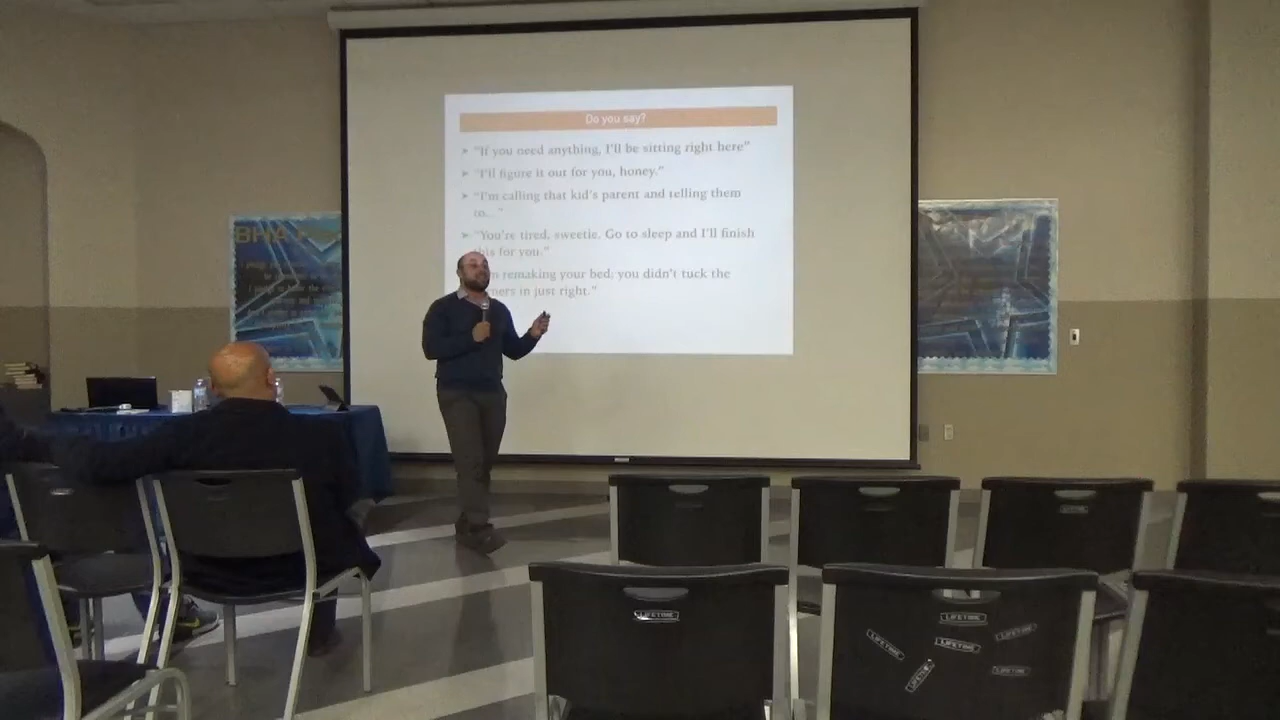 Do you say?
➤ "If you need anything, I'll be sitting right here"
➤ "I'll figure it out for you, honey."
➤ "I'm calling that kid's parent and telling them
to..."
➤ "You're tired, sweetie. Go to sleep and I'll finish
this for you."
remaking your bed; you didn't tuck the
in just right."
BHA
LIFETIME
LIFETIME
LIFETIME
LIFETIME
LIFETIME
LIFETIME
LIFETIME
LIFETIME